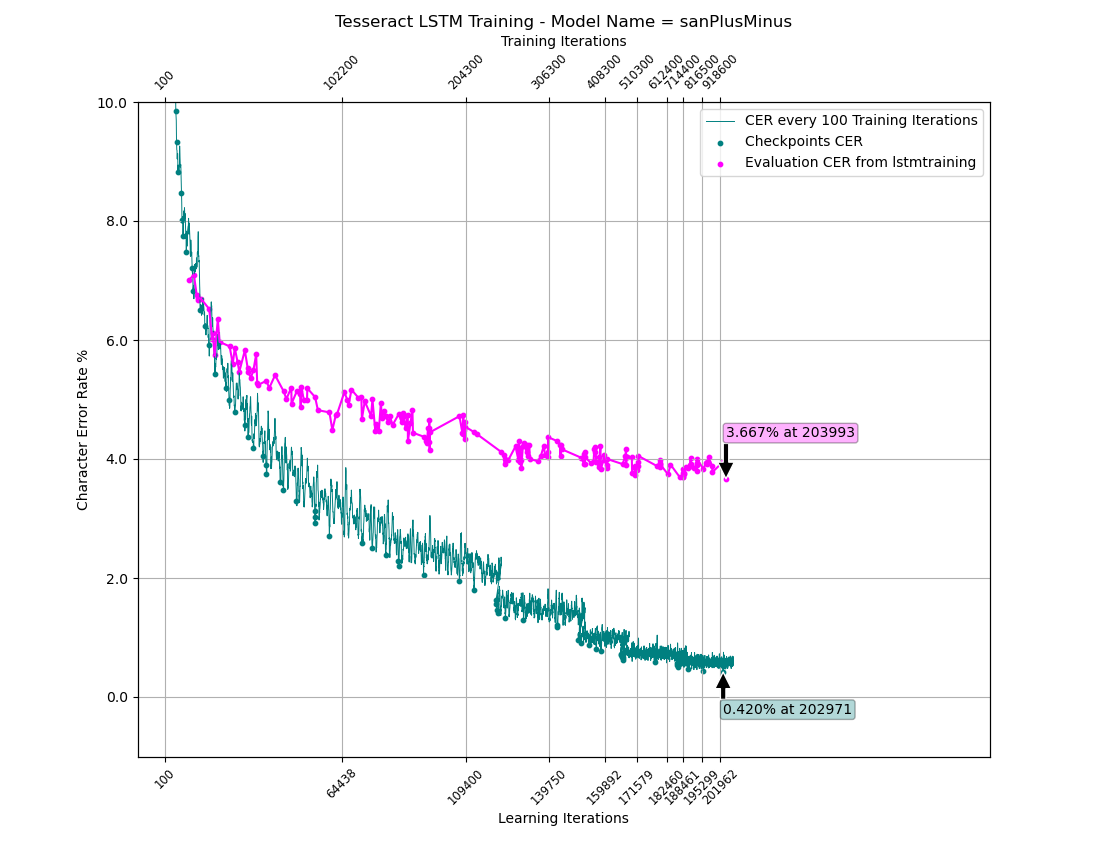 Tesseract LSTM Training - Model Name = sanPlusMinus
Training Iterations
100
102200
204300
306300
408300
510300
612400
714400
816500
918600
CER every 100 Training Iterations
Checkpoints CER
Evaluation CER from lstmtraining
Character Error Rate %
10.0
8.0
6.0
4.0
2.0
0.0
3.667% at 203993
0.420% at 202971
100
64438
109400
139750
159892
171579
182460
188461
195299
201962
Learning Iterations